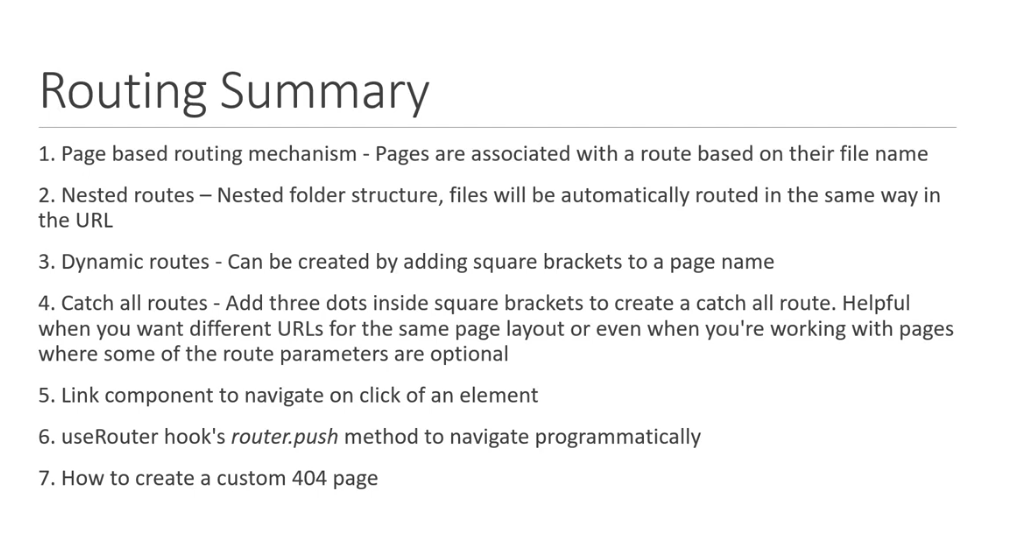 Routing Summary
1. Page based routing mechanism - Pages are associated with a route based on their file name
2. Nested routes – Nested folder structure, files will be automatically routed in the same way in
the URL
3. Dynamic routes - Can be created by adding square brackets to a page name
4. Catch all routes - Add three dots inside square brackets to create a catch all route. Helpful
when you want different URLs for the same page layout or even when you're working with pages
where some of the route parameters are optional
5. Link component to navigate on click of an element
6. useRouter hook's router.push method to navigate programmatically
7. How to create a custom 404 page